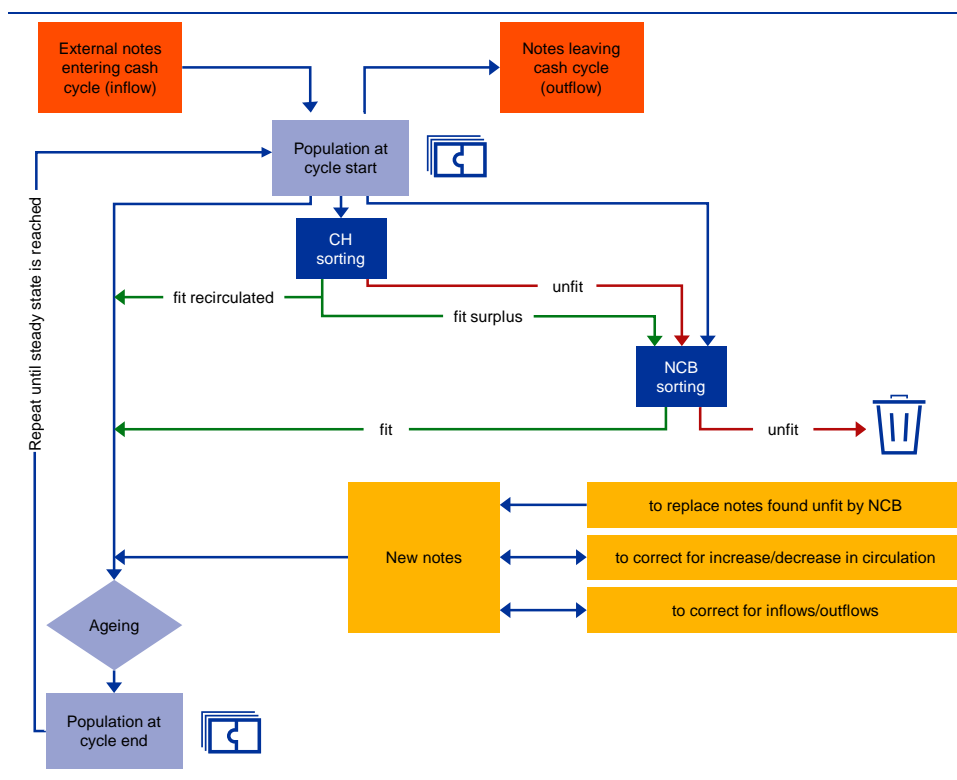 External notes
entering cash
cycle (inflow)
Notes leaving
cash cycle
(outflow)
Population at
cycle start
Repeat until steady state is reached
CH
sorting
fit recirculated
unfit
fit surplus
NCB
sorting
fit
unfit
New notes
to replace notes found unfit by NCB
to correct for increase/decrease in circulation
to correct for inflows/outflows
Ageing
Population at
cycle end